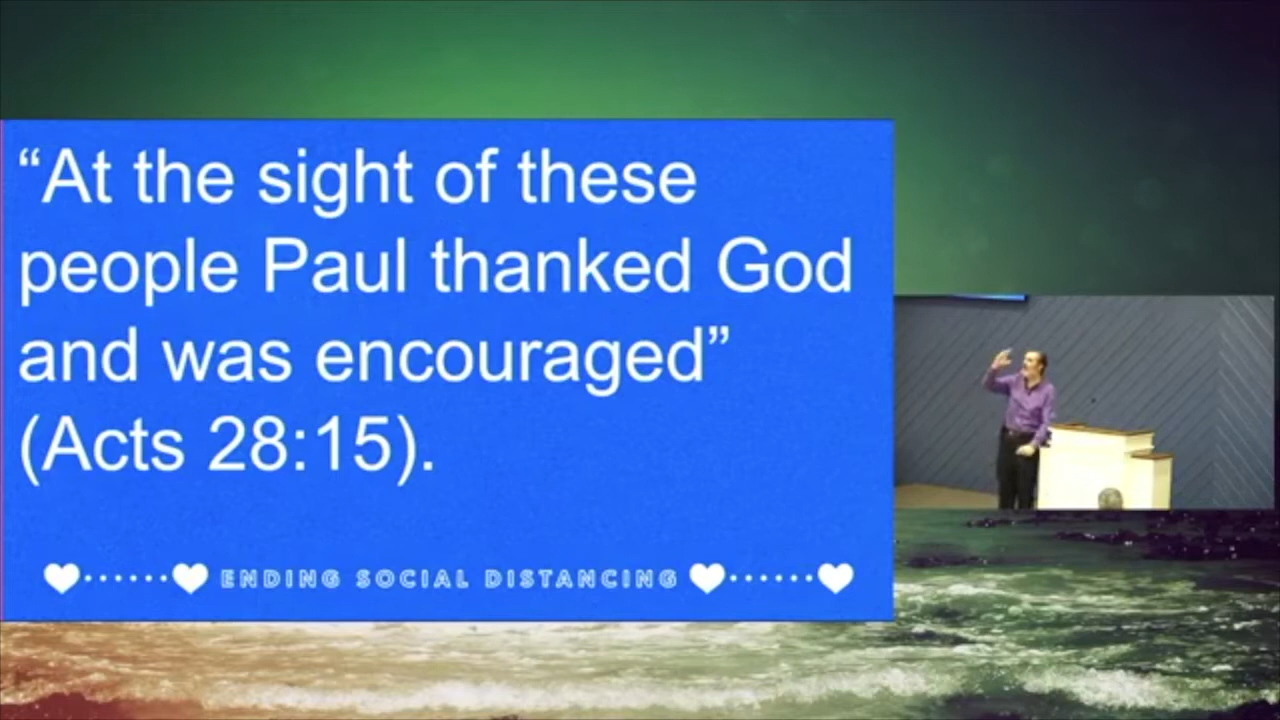 “At the sight of these
people Paul thanked God
and was encouraged”
(Acts 28:15).
ENDING SOCIAL DISTANCING